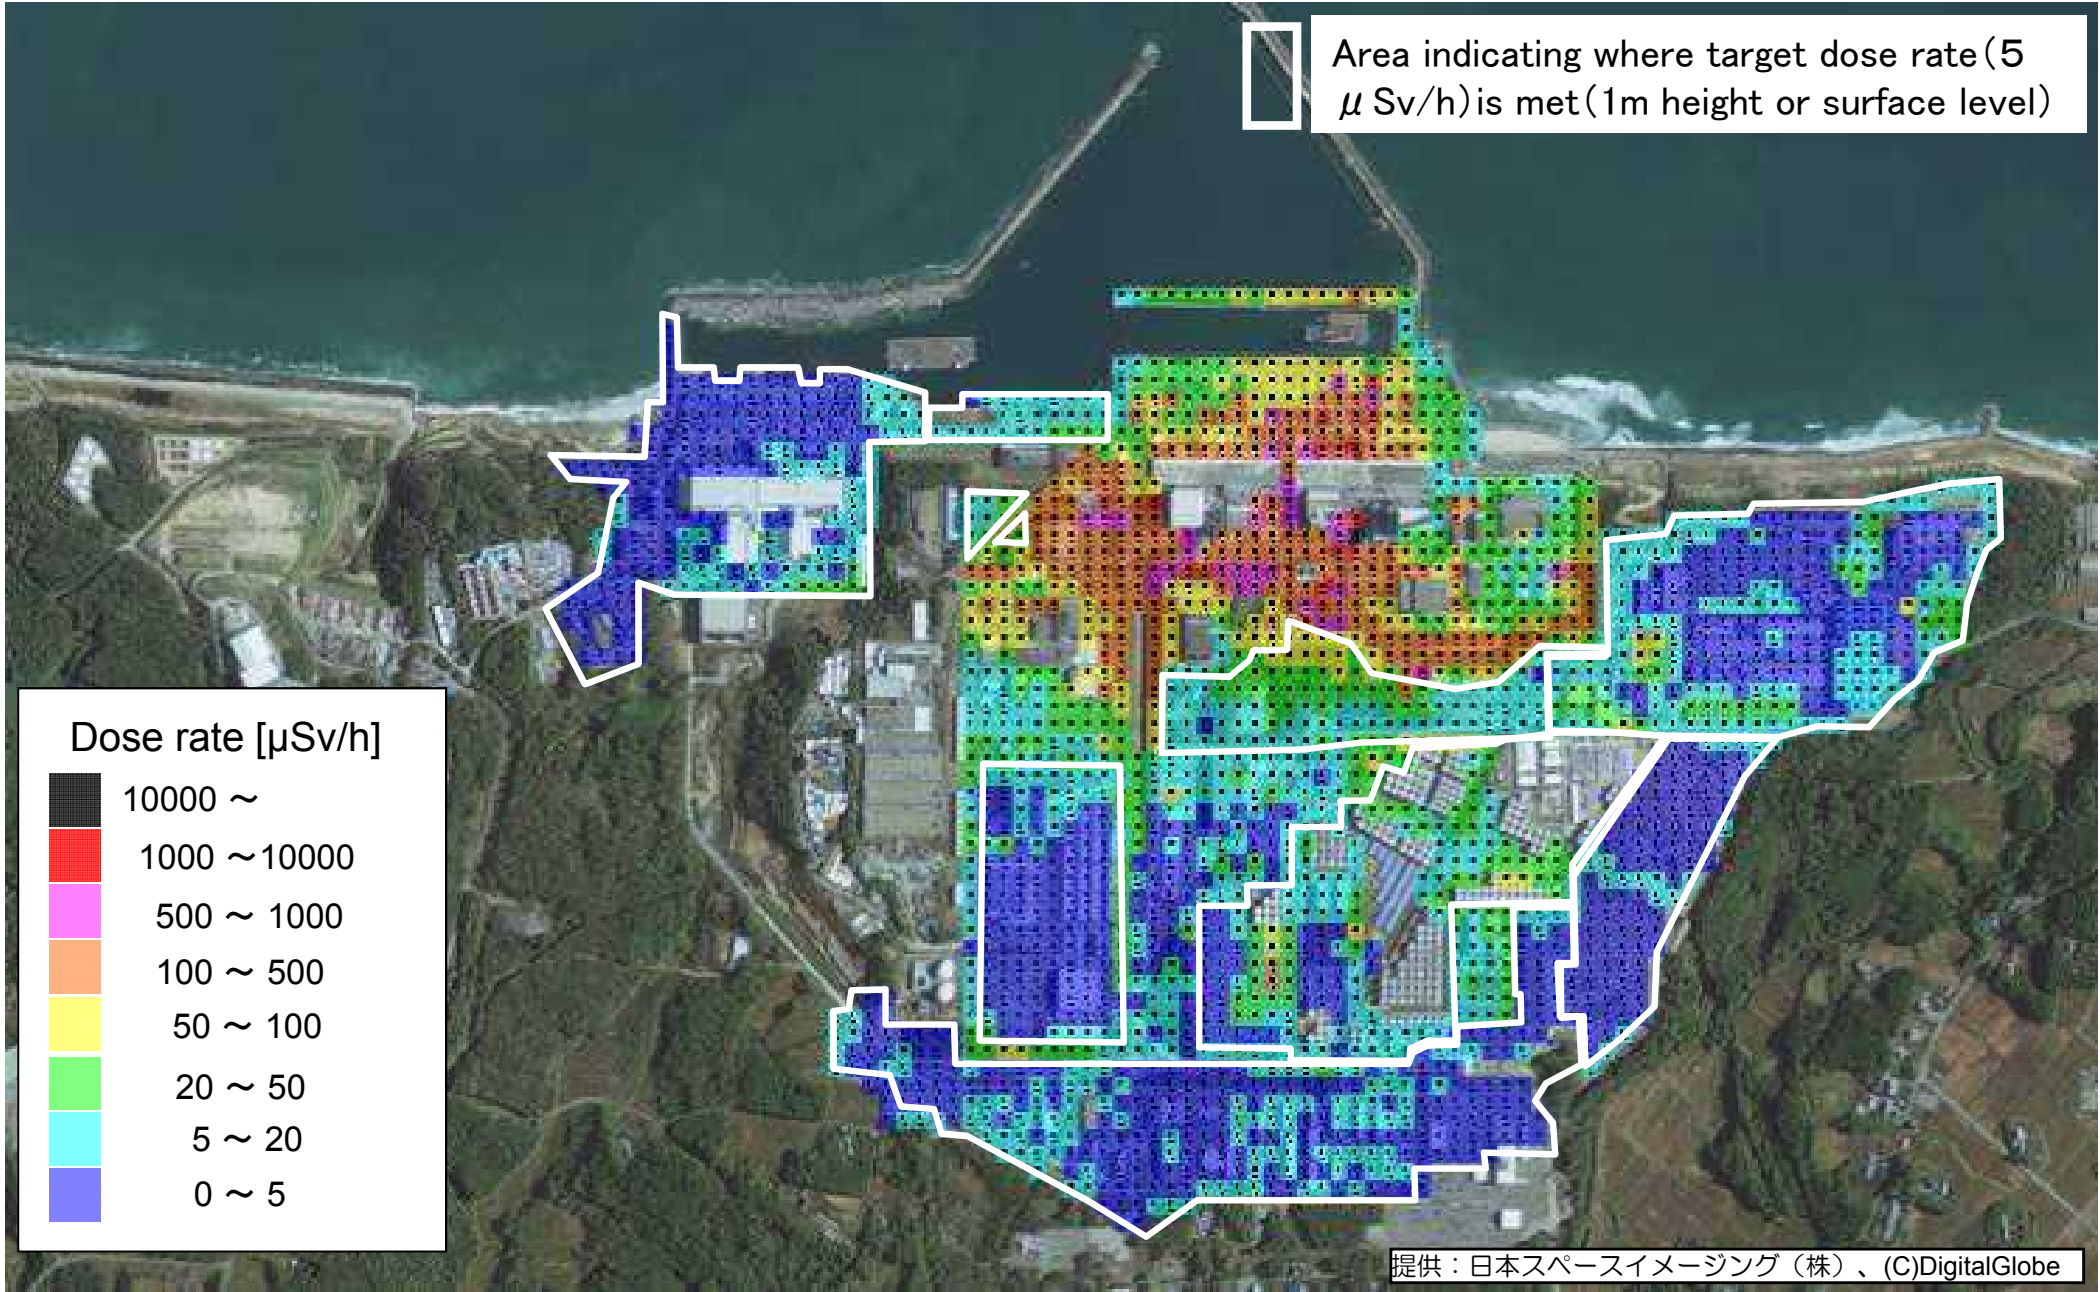 Area indicating where target dose rate(5
μSv/h)is met(1m height or surface level)
Dose rate [μSv/h]
10000 ～
1000 ～10000
500 ～ 1000
100 ～ 500
50 ～ 100
20 ～ 50
5 ～ 20
0 ～ 5
提供：日本スペースイメージング（株）、(C)DigitalGlobe